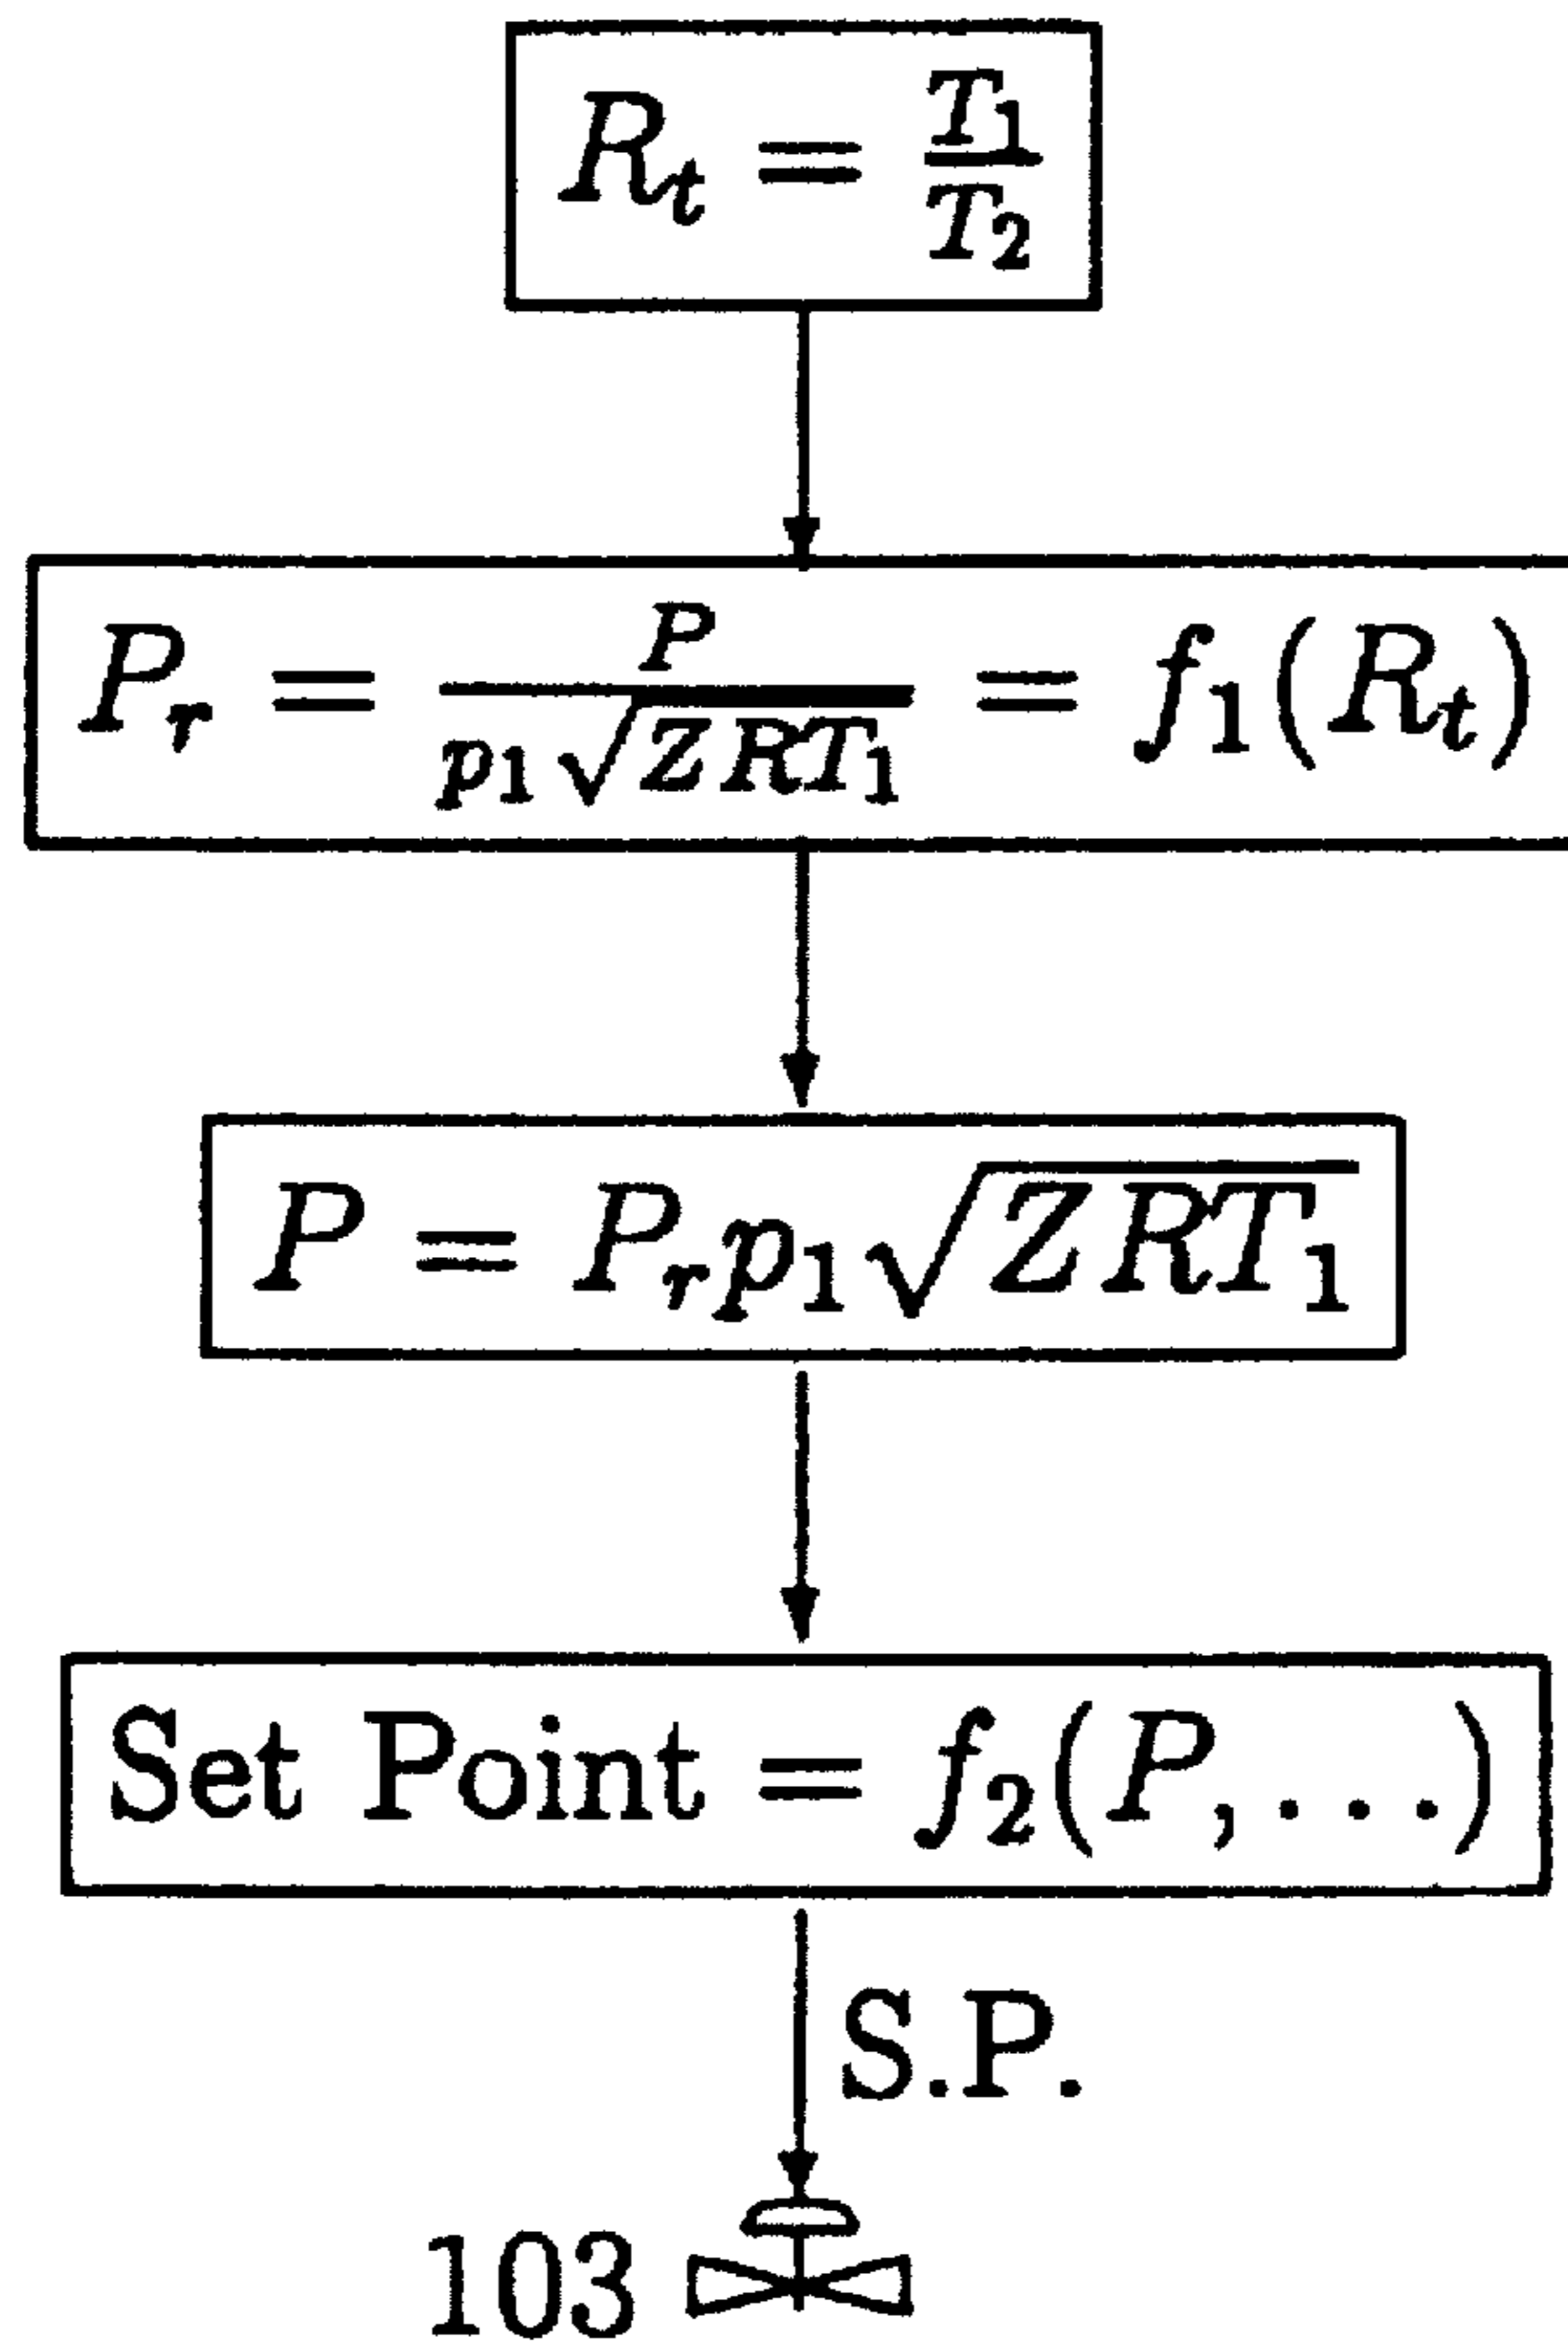 R_t = T_1/T_2
P_r = P/(p_1√(ZRT_1)) = f_1(R_t)
P = P_r p_1√(ZRT_1)
Set Point = f_2(P, . . .)
S.P.
103